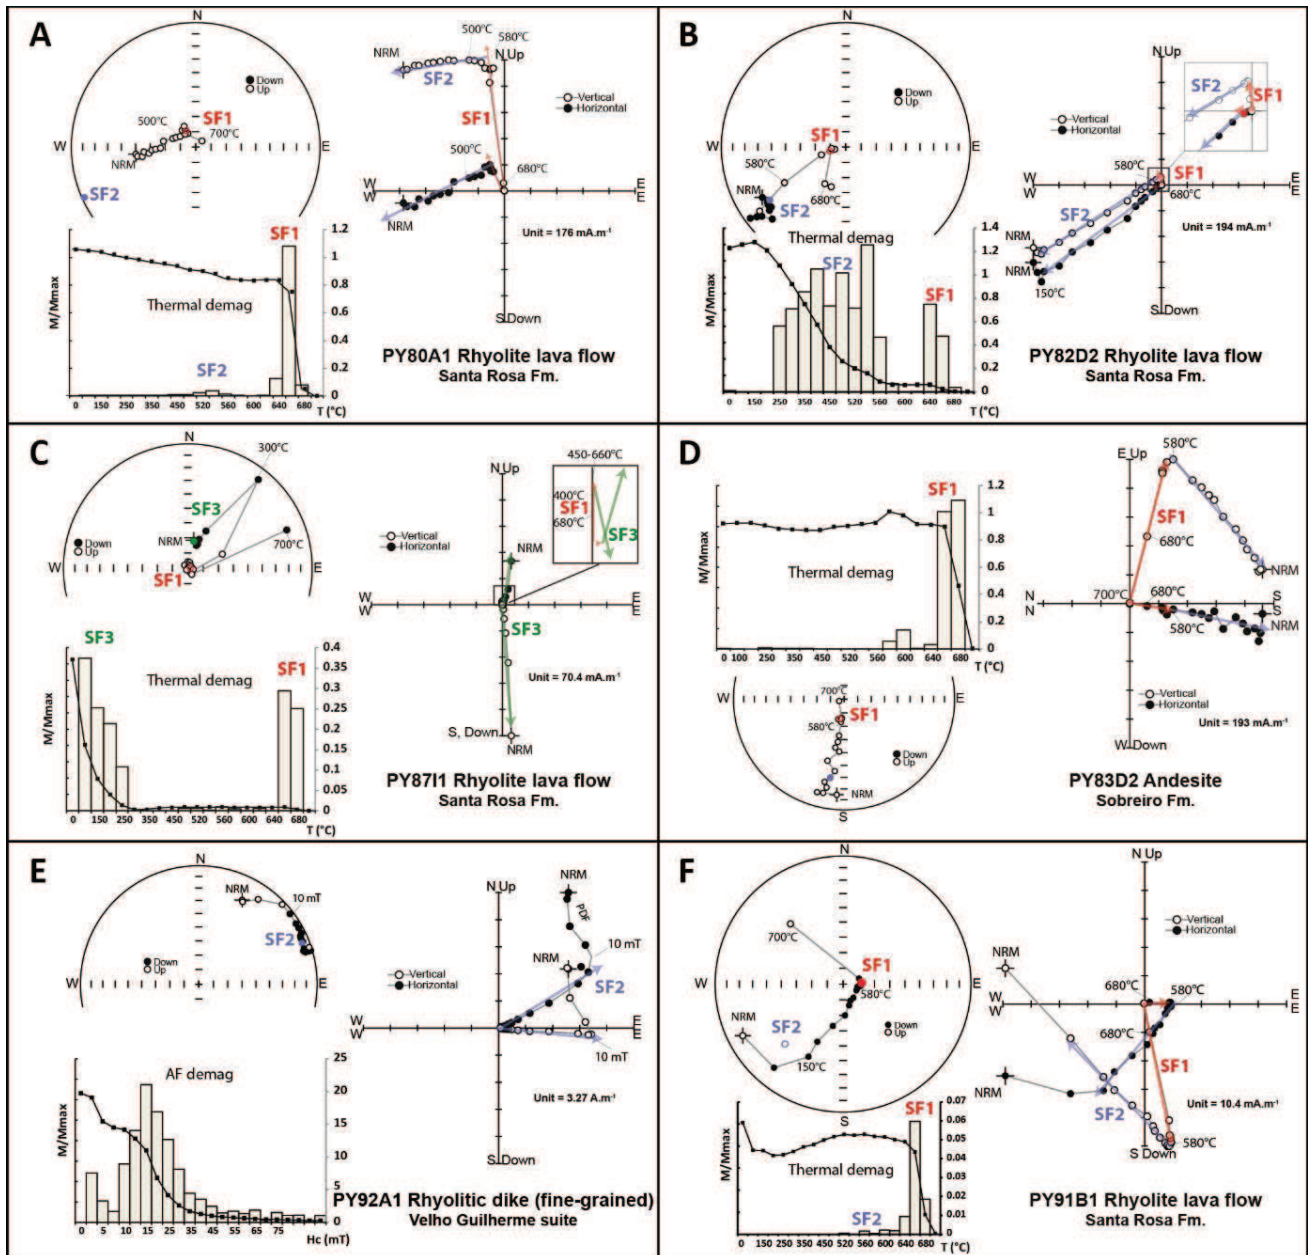 A
N
W
E
Down
Up
SF1
500°C
700°C
NRM
SF2
500°C
580°C
NRM
N Up
SF2
Vertical
Horizontal
SF1
500°C
680°C
W
W
E
E
NRM
Unit = 176 mA.m-1
S Down
Thermal demag
SF1
SF2
M/Mmax
1.2
1
0.8
0.6
0.4
0.2
0
0 150 350 450 520 560 640 680
T (°C)
PY80A1 Rhyolite lava flow
Santa Rosa Fm.
B
N
W
E
Down
Up
SF1
580°C
NRM
680°C
SF2
N Up
SF2
SF1
Vertical
Horizontal
580°C
SF1
680°C
W
W
E
E
SF2
NRM
NRM
150°C
Unit = 194 mA.m-1
S Down
Thermal demag
SF2
SF1
M/Mmax
1.4
1.2
1
0.8
0.6
0.4
0.2
0
0 150 350 450 520 560 640 680
T (°C)
PY82D2 Rhyolite lava flow
Santa Rosa Fm.
C
N
300°C
SF3
NRM
700°C
Down
Up
W
E
SF1
450-660°C
N Up
400°C
SF1
680°C
SF3
Vertical
Horizontal
NRM
W
W
E
E
SF3
Unit = 70.4 mA.m-1
S, Down
NRM
SF3
Thermal demag
SF1
M/Mmax
0.4
0.35
0.3
0.25
0.2
0.15
0.1
0.05
0
0 150 350 450 520 560 640 680
T (°C)
PY87I1 Rhyolite lava flow
Santa Rosa Fm.
D
SF1
Thermal demag
M/Mmax
1.2
1
0.8
0.6
0.4
0.2
0
0 100 300 400 500 560 640 680
T (°C)
W
E
700°C
SF1
580°C
Down
Up
NRM
S
E Up
580°C
SF1
680°C
NRM
700°C
680°C
N
N
S
S
580°C
NRM
Vertical
Horizontal
Unit = 193 mA.m-1
W Down
PY83D2 Andesite
Sobreiro Fm.
E
N
NRM
10 mT
SF2
Down
Up
W
E
N Up
NRM
PDF
10 mT
NRM
Vertical
Horizontal
SF2
W
W
E
E
10 mT
Unit = 3.27 A.m-1
S Down
AF demag
M/Mmax
25
20
15
10
5
0
0 5 10 15 25 35 45 55 65 75
Hc (mT)
PY92A1 Rhyolitic dike (fine-grained)
Velho Guilherme suite
F
N
700°C
W
E
SF1
580°C
NRM
SF2
Down
Up
150°C
S
N Up
Vertical
Horizontal
NRM
680°C
580°C
W
W
E
E
680°C
NRM
SF1
SF2
Unit = 10.4 mA.m-1
580°C
S Down
SF1
Thermal demag
SF2
M/Mmax
0.07
0.06
0.05
0.04
0.03
0.02
0.01
0
0 150 350 450 520 560 640 680
T (°C)
PY91B1 Rhyolite lava flow
Santa Rosa Fm.